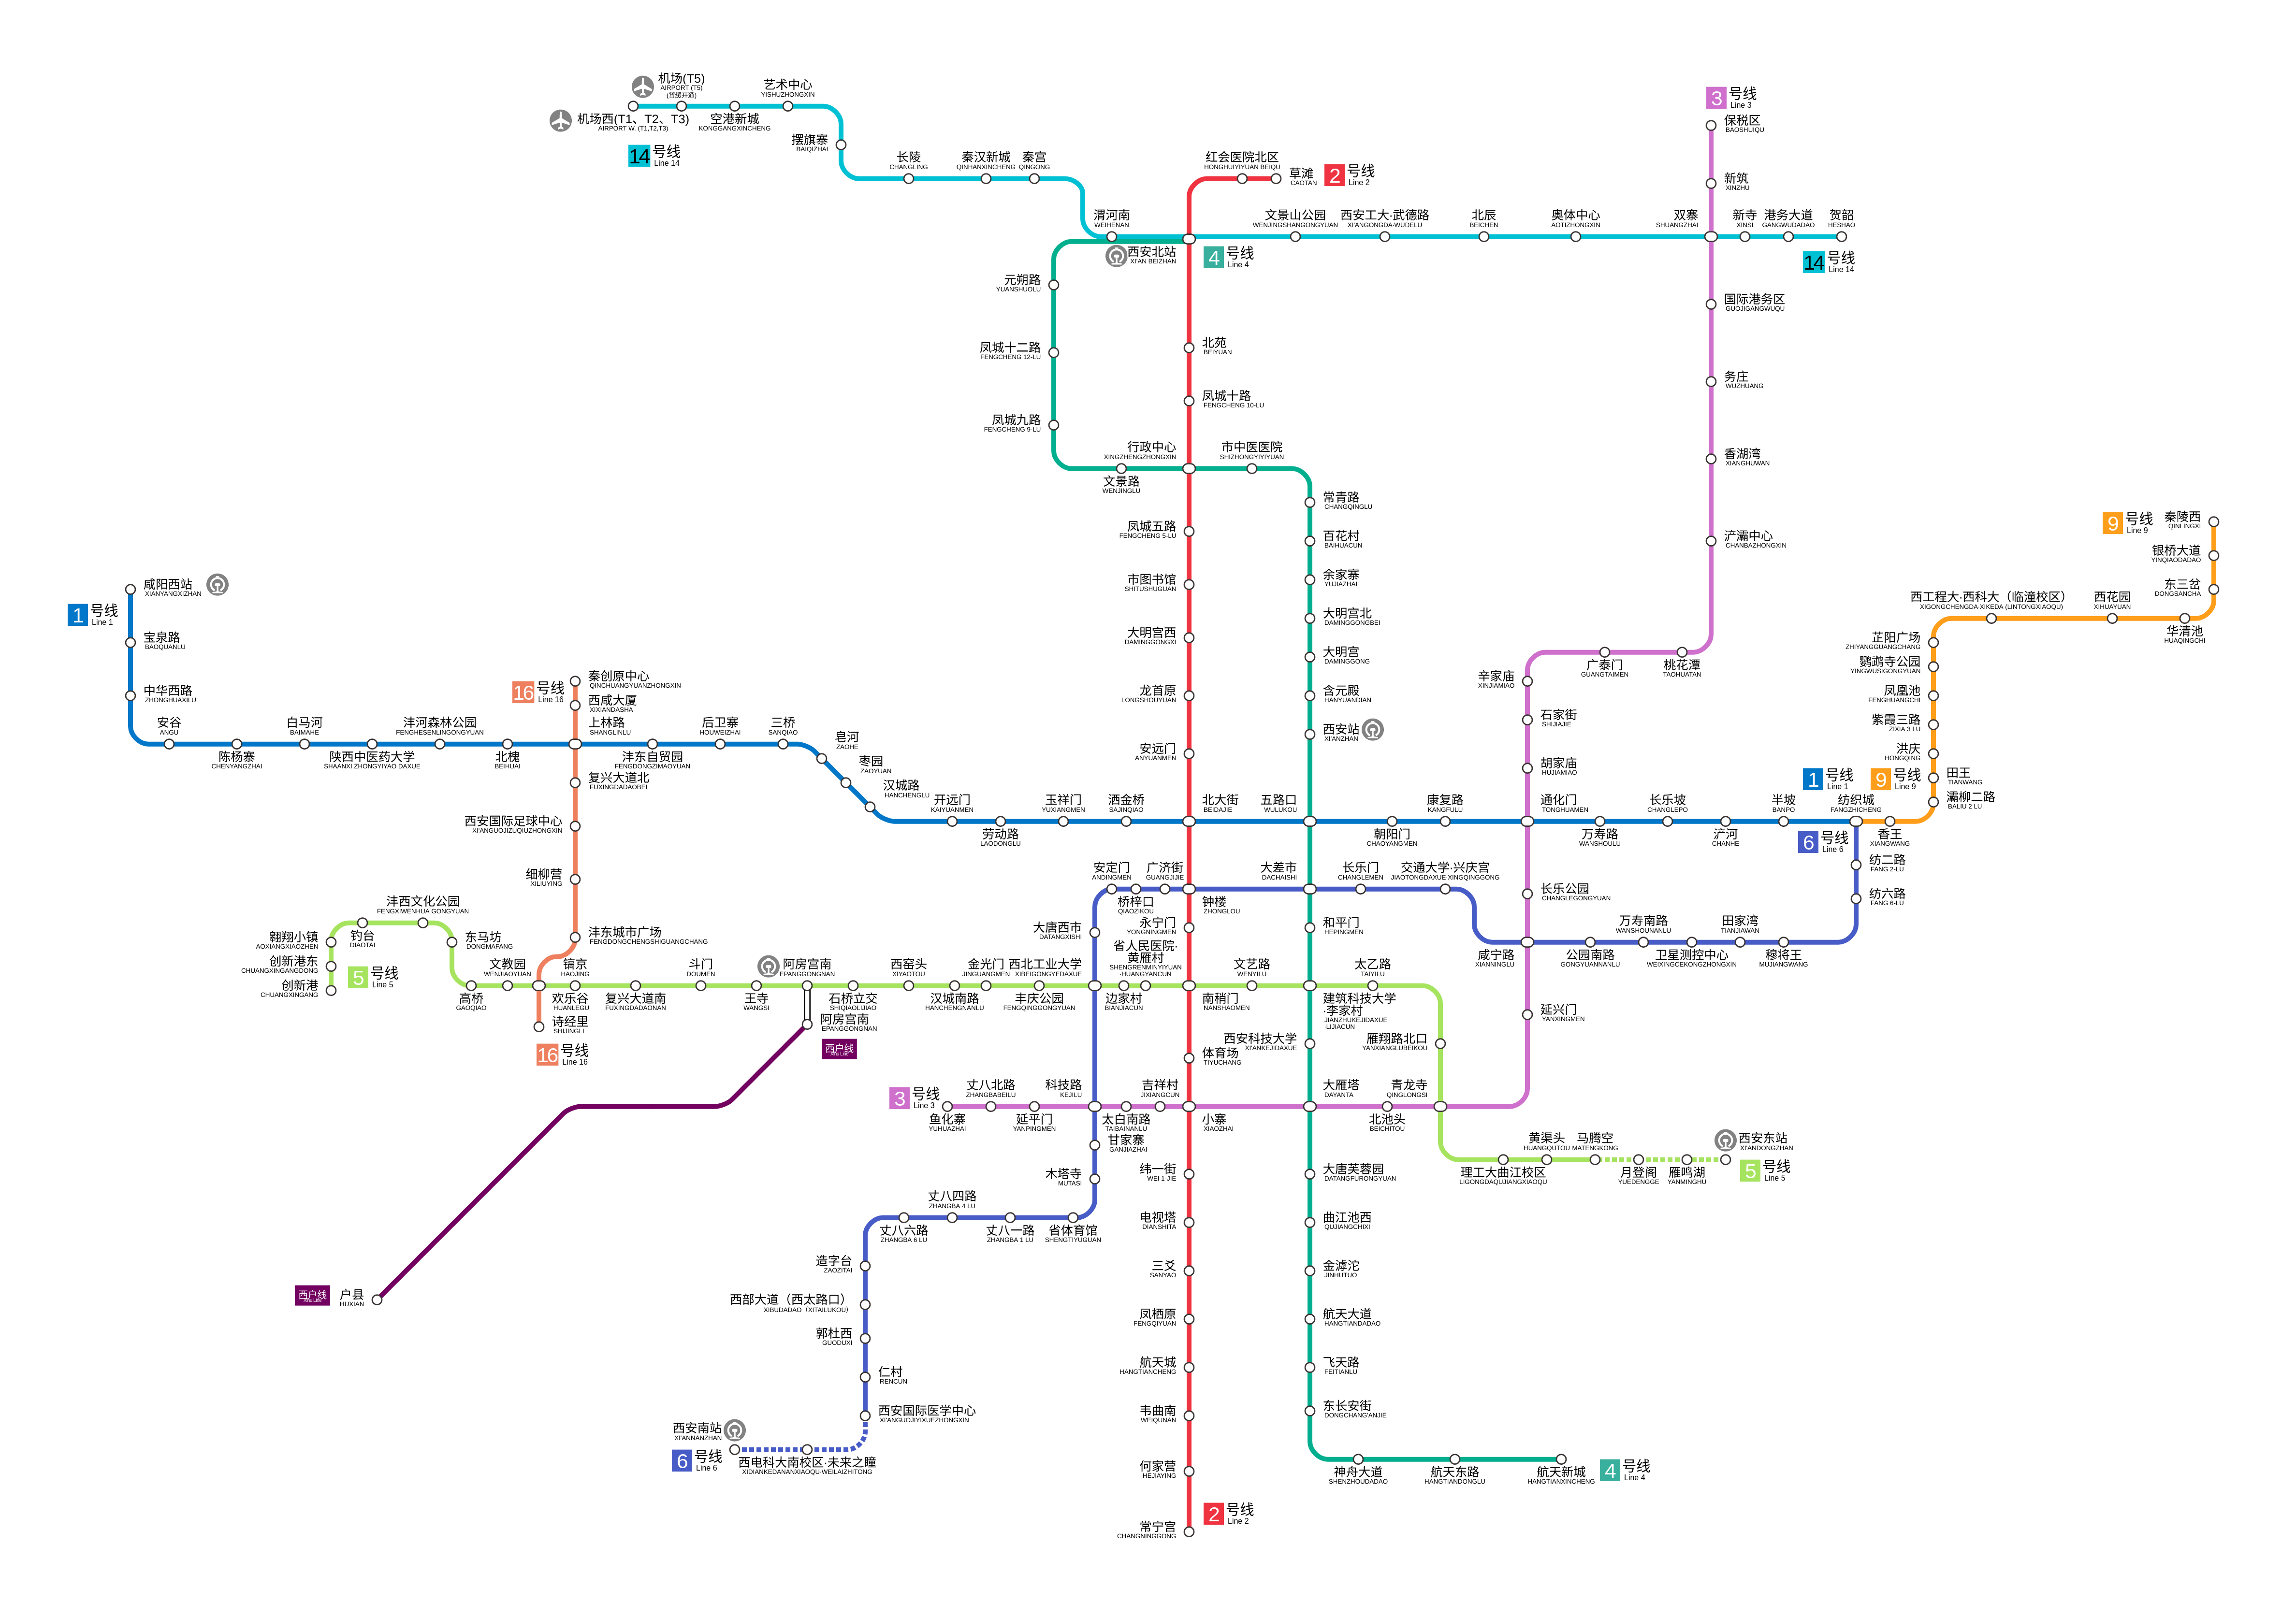 机场(T5)
AIRPORT (T5)
(暂缓开通)
艺术中心
YISHUZHONGXIN
机场西(T1、T2、T3)
AIRPORT W. (T1,T2,T3)
空港新城
KONGGANGXINCHENG
14 号线
Line 14
摆旗寨
BAIQIZHAI
长陵
CHANGLING
秦汉新城
QINHANXINCHENG
秦宫
QINGONG
渭河南
WEIHENAN
红会医院北区
HONGHUIYIYUAN BEIQU
草滩
CAOTAN
2 号线
Line 2
3 号线
Line 3
保税区
BAOSHUIQU
新筑
XINZHU
文景山公园
WENJINGSHANGONGYUAN
西安工大·武德路
XI'ANGONGDA·WUDELU
北辰
BEICHEN
奥体中心
AOTIZHONGXIN
双寨
SHUANGZHAI
新寺
XINSI
港务大道
GANGWUDADAO
贺韶
HESHAO
14 号线
Line 14
西安北站
XI'AN BEIZHAN
4 号线
Line 4
元朔路
YUANSHUOLU
凤城十二路
FENGCHENG 12-LU
凤城九路
FENGCHENG 9-LU
北苑
BEIYUAN
凤城十路
FENGCHENG 10-LU
行政中心
XINGZHENGZHONGXIN
文景路
WENJINGLU
市中医医院
SHIZHONGYIYIYUAN
国际港务区
GUOJIGANGWUQU
务庄
WUZHUANG
香湖湾
XIANGHUWAN
浐灞中心
CHANBAZHONGXIN
凤城五路
FENGCHENG 5-LU
市图书馆
SHITUSHUGUAN
大明宫西
DAMINGGONGXI
龙首原
LONGSHOUYUAN
安远门
ANYUANMEN
常青路
CHANGQINGLU
百花村
BAIHUACUN
余家寨
YUJIAZHAI
大明宫北
DAMINGGONGBEI
大明宫
DAMINGGONG
含元殿
HANYUANDIAN
西安站
XI'ANZHAN
9 号线
Line 9
秦陵西
QINLINGXI
银桥大道
YINQIAODADAO
东三岔
DONGSANCHA
华清池
HUAQINGCHI
西花园
XIHUAYUAN
西工程大·西科大（临潼校区）
XIGONGCHENGDA·XIKEDA (LINTONGXIAOQU)
芷阳广场
ZHIYANGGUANGCHANG
鹦鹉寺公园
YINGWUSIGONGYUAN
凤凰池
FENGHUANGCHI
紫霞三路
ZIXIA 3 LU
洪庆
HONGQING
田王
TIANWANG
灞柳二路
BALIU 2 LU
香王
XIANGWANG
1 号线
Line 1
9 号线
Line 9
纺织城
FANGZHICHENG
6 号线
Line 6
纺二路
FANG 2-LU
纺六路
FANG 6-LU
1 号线
Line 1
咸阳西站
XIANYANGXIZHAN
宝泉路
BAOQUANLU
中华西路
ZHONGHUAXILU
安谷
ANGU
陈杨寨
CHENYANGZHAI
白马河
BAIMAHE
陕西中医药大学
SHAANXI ZHONGYIYAO DAXUE
沣河森林公园
FENGHESENLINGONGYUAN
北槐
BEIHUAI
16 号线
Line 16
秦创原中心
QINCHUANGYUANZHONGXIN
西咸大厦
XIXIANDASHA
上林路
SHANGLINLU
沣东自贸园
FENGDONGZIMAOYUAN
后卫寨
HOUWEIZHAI
三桥
SANQIAO
皂河
ZAOHE
枣园
ZAOYUAN
汉城路
HANCHENGLU
开远门
KAIYUANMEN
劳动路
LAODONGLU
玉祥门
YUXIANGMEN
洒金桥
SAJINQIAO
北大街
BEIDAJIE
五路口
WULUKOU
朝阳门
CHAOYANGMEN
康复路
KANGFULU
通化门
TONGHUAMEN
万寿路
WANSHOULU
长乐坡
CHANGLEPO
浐河
CHANHE
半坡
BANPO
广泰门
GUANGTAIMEN
桃花潭
TAOHUATAN
辛家庙
XINJIAMIAO
石家街
SHIJIAJIE
胡家庙
HUJIAMIAO
复兴大道北
FUXINGDADAOBEI
西安国际足球中心
XI'ANGUOJIZUQIUZHONGXIN
细柳营
XILIUYING
沣东城市广场
FENGDONGCHENGSHIGUANGCHANG
安定门
ANDINGMEN
桥梓口
QIAOZIKOU
广济街
GUANGJIJIE
钟楼
ZHONGLOU
大差市
DACHAISHI
长乐门
CHANGLEMEN
交通大学·兴庆宫
JIAOTONGDAXUE·XINGQINGGONG
长乐公园
CHANGLEGONGYUAN
咸宁路
XIANNINGLU
公园南路
GONGYUANNANLU
万寿南路
WANSHOUNANLU
卫星测控中心
WEIXINGCEKONGZHONGXIN
田家湾
TIANJIAWAN
穆将王
MUJIANGWANG
大唐西市
DATANGXISHI
永宁门
YONGNINGMEN
和平门
HEPINGMEN
沣西文化公园
FENGXIWENHUA GONGYUAN
钓台
DIAOTAI
东马坊
DONGMAFANG
翱翔小镇
AOXIANGXIAOZHEN
创新港东
CHUANGXINGANGDONG
创新港
CHUANGXINGANG
5 号线
Line 5
高桥
GAOQIAO
文教园
WENJIAOYUAN
欢乐谷
HUANLEGU
镐京
HAOJING
诗经里
SHIJINGLI
16 号线
Line 16
复兴大道南
FUXINGDADAONAN
斗门
DOUMEN
王寺
WANGSI
阿房宫南
EPANGGONGNAN
石桥立交
SHIQIAOLIJIAO
西窑头
XIYAOTOU
汉城南路
HANCHENGNANLU
金光门
JINGUANGMEN
丰庆公园
FENGQINGGONGYUAN
西北工业大学
XIBEIGONGYEDAXUE
边家村
BIANJIACUN
省人民医院·
黄雁村
SHENGRENMINYIYUAN
·HUANGYANCUN
南稍门
NANSHAOMEN
文艺路
WENYILU
建筑科技大学
·李家村
JIANZHUKEJIDAXUE
·LIJIACUN
太乙路
TAIYILU
阿房宫南
EPANGGONGNAN
西户线
Xihu Line
西安科技大学
XI'ANKEJIDAXUE
雁翔路北口
YANXIANGLUBEIKOU
延兴门
YANXINGMEN
体育场
TIYUCHANG
3 号线
Line 3
鱼化寨
YUHUAZHAI
丈八北路
ZHANGBABEILU
延平门
YANPINGMEN
科技路
KEJILU
太白南路
TAIBAINANLU
吉祥村
JIXIANGCUN
小寨
XIAOZHAI
大雁塔
DAYANTA
北池头
BEICHITOU
青龙寺
QINGLONGSI
甘家寨
GANJIAZHAI
木塔寺
MUTASI
黄渠头
HUANGQUTOU
马腾空
MATENGKONG
理工大曲江校区
LIGONGDAQUJIANGXIAOQU
月登阁
YUEDENGGE
雁鸣湖
YANMINGHU
西安东站
XI'ANDONGZHAN
5 号线
Line 5
丈八六路
ZHANGBA 6 LU
丈八四路
ZHANGBA 4 LU
丈八一路
ZHANGBA 1 LU
省体育馆
SHENGTIYUGUAN
造字台
ZAOZITAI
西部大道（西太路口）
XIBUDADAO（XITAILUKOU）
郭杜西
GUODUXI
仁村
RENCUN
西安国际医学中心
XI'ANGUOJIYIXUEZHONGXIN
西安南站
XI'ANNANZHAN
6 号线
Line 6
西电科大南校区·未来之瞳
XIDIANKEDANANXIAOQU·WEILAIZHITONG
西户线
Xihu Line
户县
HUXIAN
纬一街
WEI 1-JIE
电视塔
DIANSHITA
三爻
SANYAO
凤栖原
FENGQIYUAN
航天城
HANGTIANCHENG
韦曲南
WEIQUNAN
何家营
HEJIAYING
常宁宫
CHANGNINGGONG
2 号线
Line 2
大唐芙蓉园
DATANGFURONGYUAN
曲江池西
QUJIANGCHIXI
金滹沱
JINHUTUO
航天大道
HANGTIANDADAO
飞天路
FEITIANLU
东长安街
DONGCHANG'ANJIE
神舟大道
SHENZHOUDADAO
航天东路
HANGTIANDONGLU
航天新城
HANGTIANXINCHENG
4 号线
Line 4